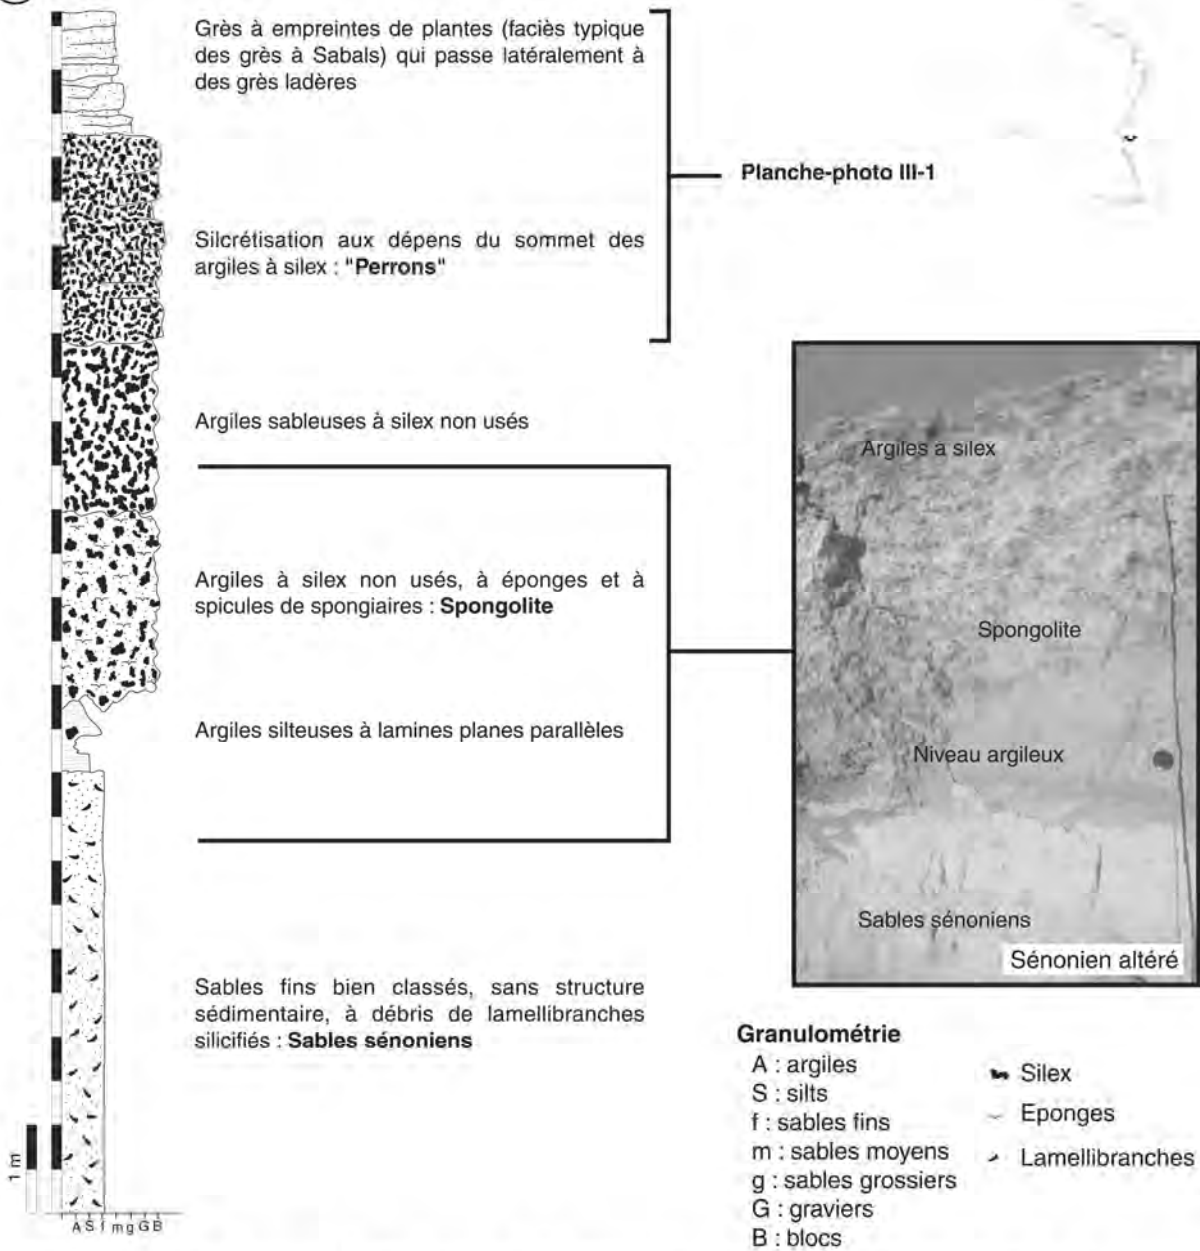 Grès à empreintes de plantes (faciès typique
des grès à Sabals) qui passe latéralement à
des grès ladères
Planche-photo III-1
Silcrétisation aux dépens du sommet des
argiles à silex : "Perrons"
Argiles sableuses à silex non usés
Argiles à silex non usés, à éponges et à
spicules de spongiaires : Spongolite
Argiles silteuses à lamines planes parallèles
Sables fins bien classés, sans structure
sédimentaire, à débris de lamellibranches
silicifiés : Sables sénoniens
Argiles a silex
Spongolite
Niveau argileux
Sables sénoniens
Sénonien altéré
1 m
A S f m g G B
Granulométrie
A : argiles
S : silts
f : sables fins
m : sables moyens
g : sables grossiers
G : graviers
B : blocs
Silex
Eponges
Lamellibranches